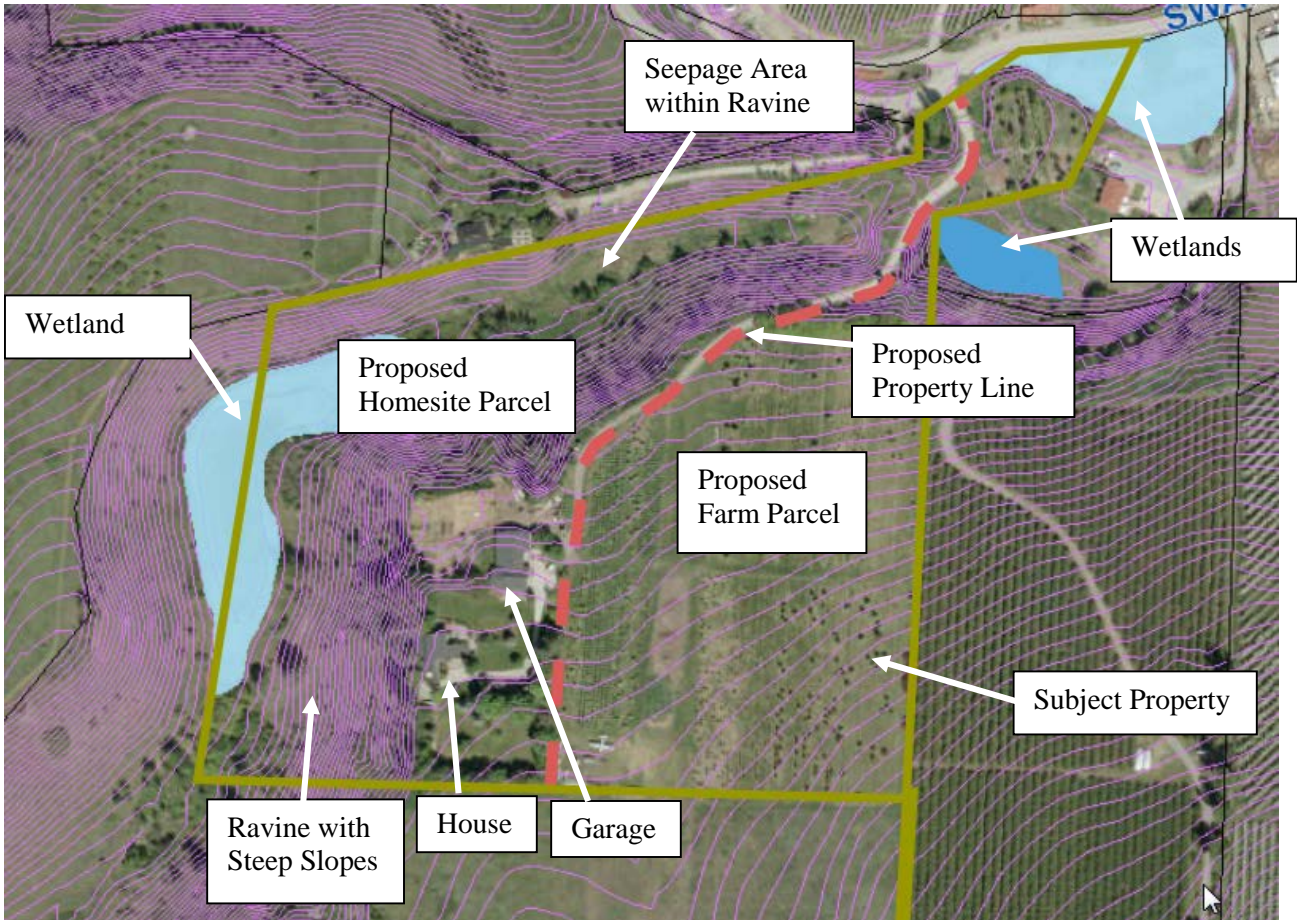 SWA
Seepage Area
within Ravine
Wetlands
Wetland
Proposed
Homesite Parcel
Proposed
Property Line
Proposed
Farm Parcel
Subject Property
Ravine with
Steep Slopes
House
Garage